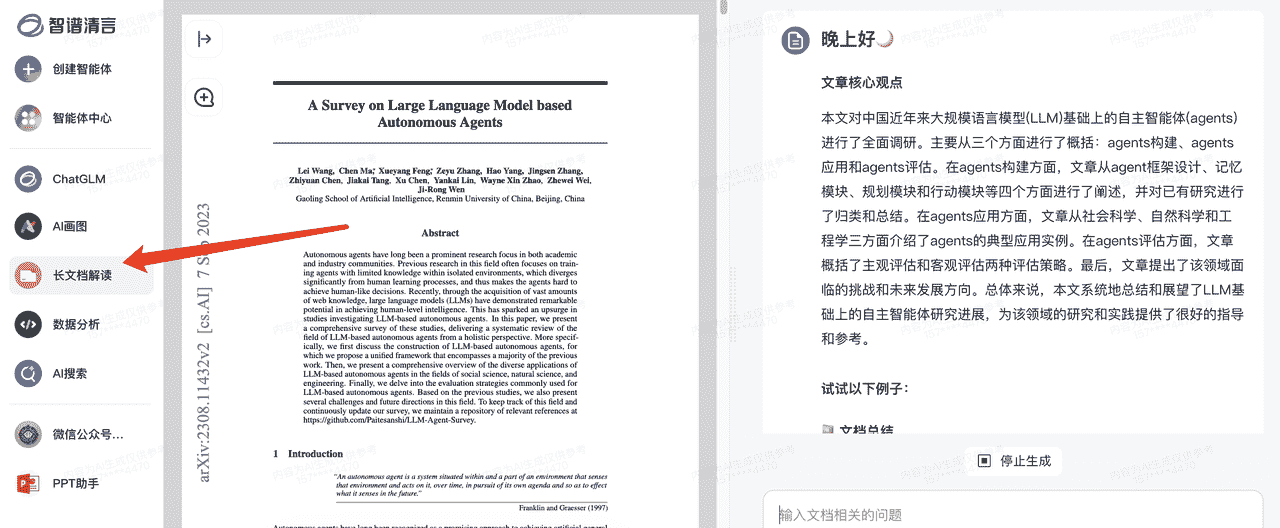 智谱清言
创建智能体
智能体中心
ChatGLM
AI画图
长文档解读
数据分析
AI搜索
微信公众号...
PPT助手
arXiv:2308.11432v2 [cs.AI] 7 Sep 2023
A Survey on Large Language Model based
Autonomous Agents
Lei Wang, Chen Ma, Xueyang Feng, Zeyu Zhang, Hao Yang, Jingsen Zhang,
Zhiyuan Chen, Jiakai Tang, Xu Chen, Yankai Lin, Wayne Xin Zhao, Zhewei Wei,
Ji-Rong Wen
Gaoling School of Artificial Intelligence, Renmin University of China, Beijing, China
Abstract
Autonomous agents have long been a prominent research focus in both academic
and industry communities. Previous research in this field often focuses on train-
ing agents with limited knowledge within isolated environments, which diverges
significantly from human learning processes, and thus makes the agents hard to
achieve human-like decisions. Recently, through the acquisition of vast amounts
of web knowledge, large language models (LLMs) have demonstrated remarkable
potential in achieving human-level intelligence. This has sparked an upsurge in
studies investigating LLM-based autonomous agents. In this paper, we present
a comprehensive survey of these studies, delivering a systematic review of the
field of LLM-based autonomous agents from a holistic perspective. More specif-
ically, we first discuss the construction of LLM-based autonomous agents, for
which we propose a unified framework that encompasses a majority of the previous
work. Then, we present a comprehensive overview of the diverse applications of
LLM-based autonomous agents in the fields of social science, natural science, and
engineering. Finally, we delve into the evaluation strategies commonly used for
LLM-based autonomous agents. Based on the previous studies, we also present
several challenges and future directions in this field. To keep track of this field and
continuously update our survey, we maintain a repository of relevant references at
https://github.com/Paitesanshi/LLM-Agent-Survey.
1 Introduction
"An autonomous agent is a system situated within and a part of an environment that senses
that environment and acts on it, over time, in pursuit of its own agenda and so as to effect
what it senses in the future."
Franklin and Graesser (1997)
Autonomous agents have long been recognized as a promising approach to achieving artificial general
晚上好🌙
文章核心观点
本文对中国近年来大规模语言模型(LLM)基础上的自主智能体(agents)
进行了全面调研。主要从三个方面进行了概括：agents构建、agents
应用和agents评估。在agents构建方面，文章从agent框架设计、记忆
模块、规划模块和行动模块等四个方面进行了阐述，并对已有研究进行
了归类和总结。在agents应用方面，文章从社会科学、自然科学和工
程学三方面介绍了agents的典型应用实例。在agents评估方面，文章
概括了主观评估和客观评估两种评估策略。最后，文章提出了该领域面
临的挑战和未来发展方向。总体来说，本文系统地总结和展望了LLM基
础上的自主智能体研究进展，为该领域的研究和实践提供了很好的指导
和参考。
试试以下例子：
文档总结
停止生成
输入文档相关的问题